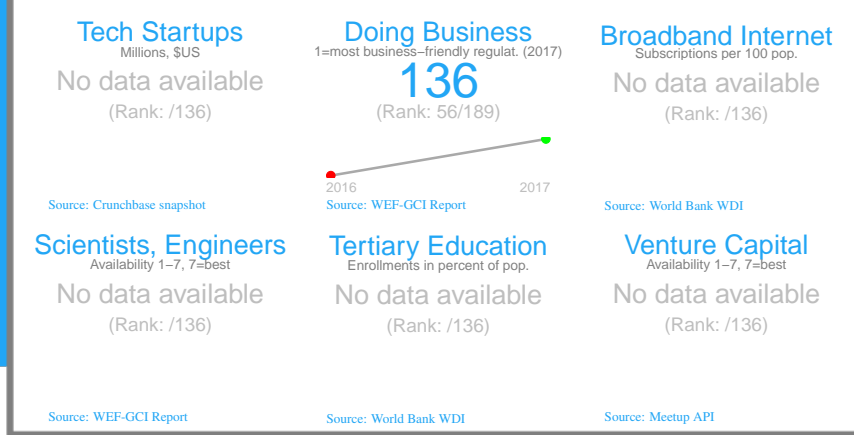 Tech Startups
Millions, $US
No data available
(Rank: /136)
Source: Crunchbase snapshot
Doing Business
1=most business−friendly regulat. (2017)
136
(Rank: 56/189)
2016 2017
Source: WEF-GCI Report
Broadband Internet
Subscriptions per 100 pop.
No data available
(Rank: /136)
Source: World Bank WDI
Scientists, Engineers
Availability 1−7, 7=best
No data available
(Rank: /136)
Source: WEF-GCI Report
Tertiary Education
Enrollments in percent of pop.
No data available
(Rank: /136)
Source: World Bank WDI
Venture Capital
Availability 1−7, 7=best
No data available
(Rank: /136)
Source: Meetup API